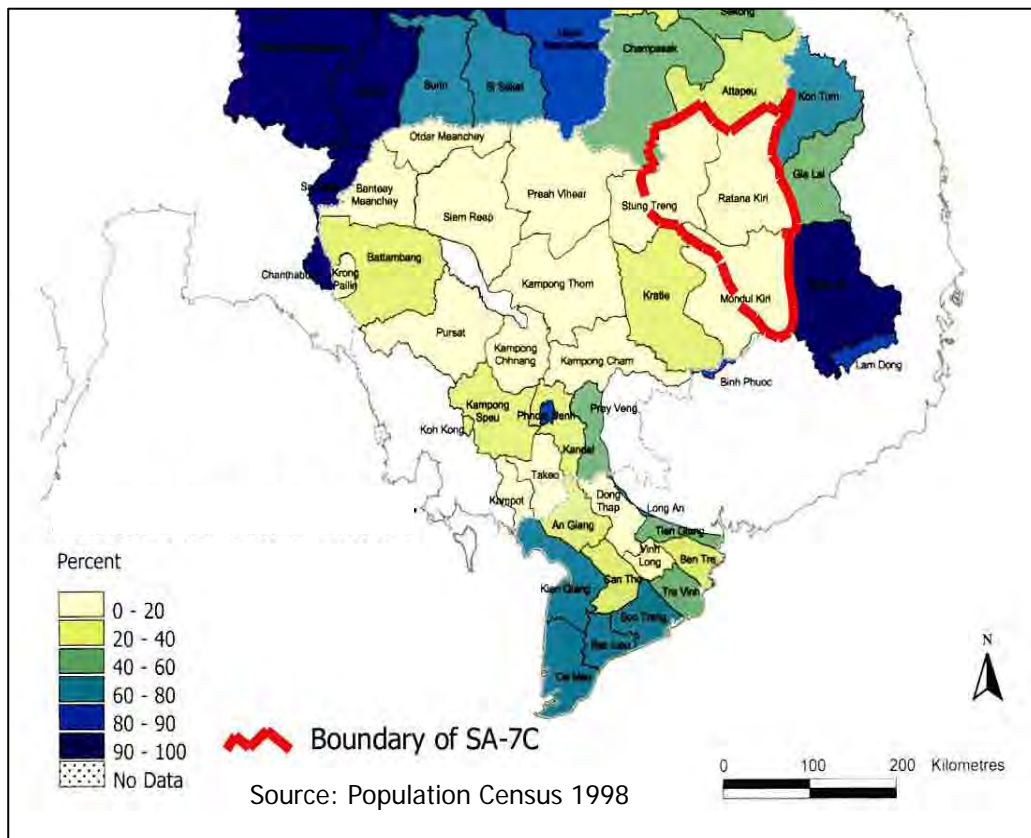 Sekong
Champasak
Attapeu
Kon Tum
Surin
Si Saket
Otdar Meanchey
Gia Lai
Banteay
Meanchey
Preah Vihear
Ratana Kiri
Siem Reap
Stung Treng
Battambang
Krong
Pailin
Kampong Thom
Kratie
Mondul Kiri
Pursat
Kampong
Chhnang
Kampong Cham
Lam Dong
Binh Phuoc
Kampong
Speu
Phnom Penh
Pray Veng
Koh Kong
Kandal
Takeo
Dong
Thap
Kampot
Long An
An Giang
Tien Giang
Vinh
Long
Ben Tre
Can Tho
Kien Giang
Tra Vinh
Soc Trang
Bac Lieu
Ca Mau
Percent
0 - 20
20 - 40
40 - 60
60 - 80
80 - 90
90 - 100
No Data
Boundary of SA-7C
Source: Population Census 1998
N
0 100 200 Kilometres